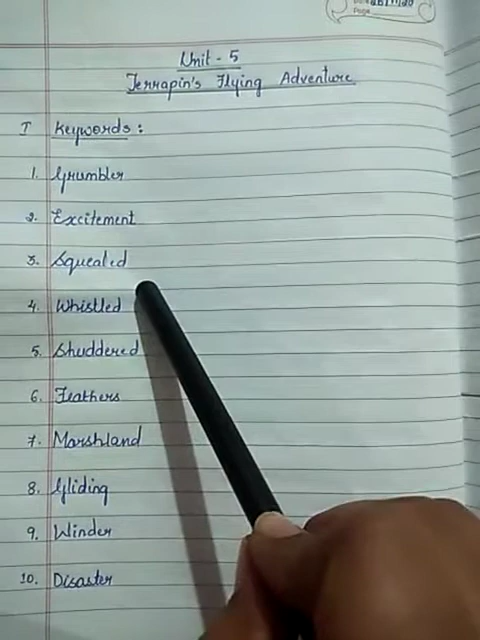 Page
Unit - 5
Terrapin's Flying Adventure
I Keywords :
1. Grumbler
2. Excitement
3. Squealed
4. Whistled
5. Shuddered
6. Feathers
7. Marshland
8. Gliding
9. Winder
10. Disaster